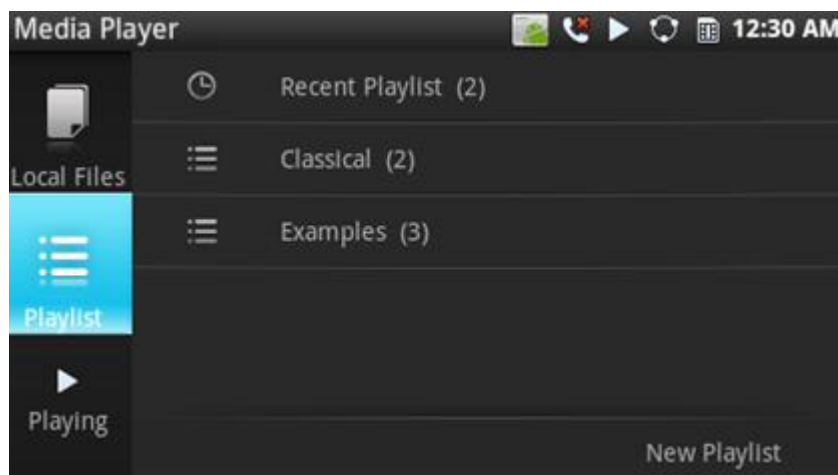 Media Player
12:30 AM
Local Files
Playlist
Playing
Recent Playlist (2)
Classical (2)
Examples (3)
New Playlist